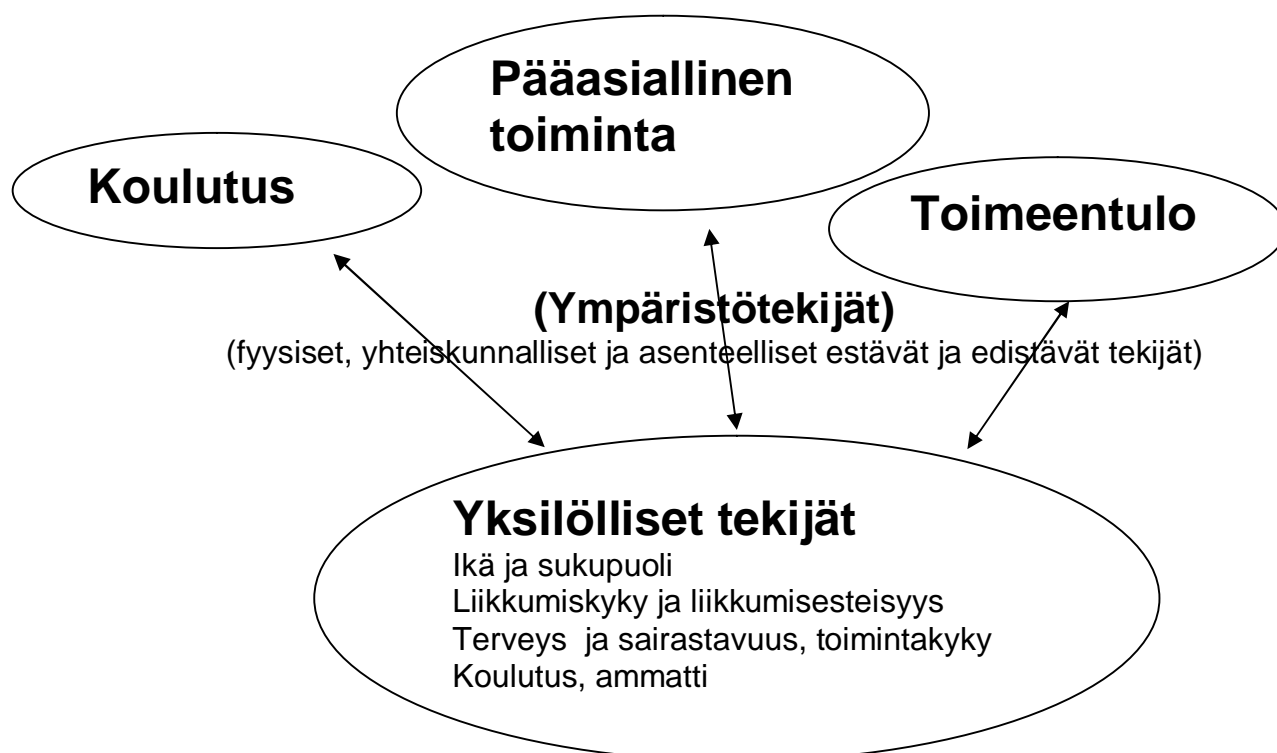 Pääasiallinen
toiminta
Koulutus
Toimeentulo
(Ympäristötekijät)
(fyysiset, yhteiskunnalliset ja asenteelliset estävät ja edistävät tekijät)
Yksilölliset tekijät
Ikä ja sukupuoli
Liikkumiskyky ja liikkumisesteisyys
Terveys  ja sairastavuus, toimintakyky
Koulutus, ammatti